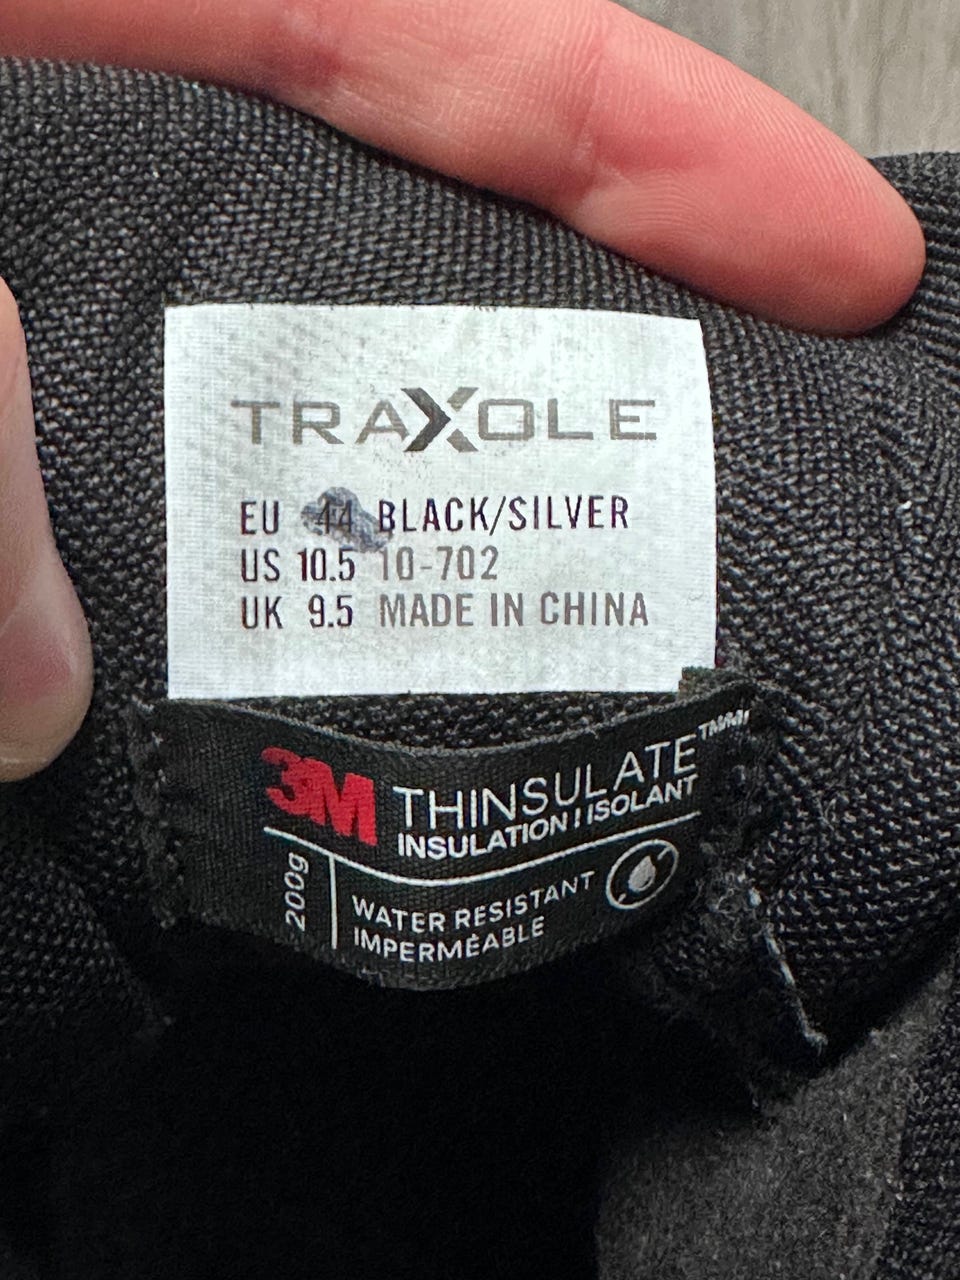 TRAXOLE
EU 44 BLACK/SILVER
US 10.5 10-702
UK 9.5 MADE IN CHINA
3M THINSULATE™
INSULATION | ISOLANT
200g
WATER RESISTANT
IMPERMÉABLE